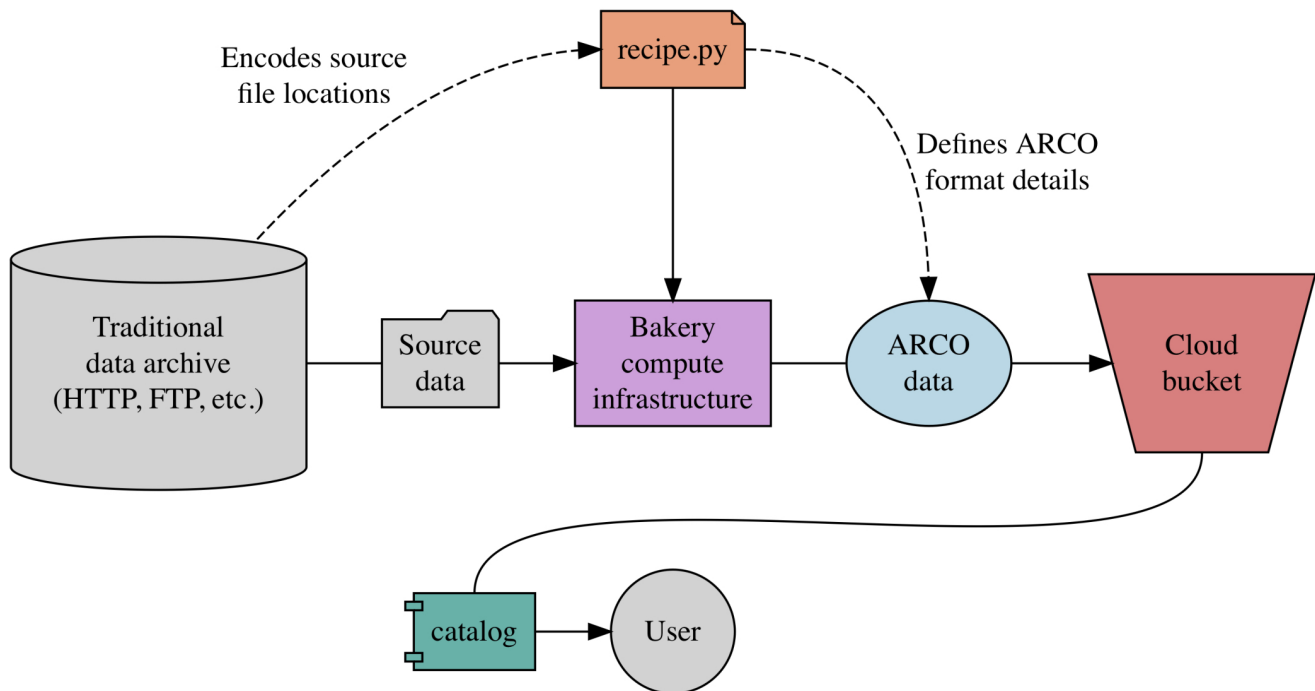 recipe.py
Encodes source
file locations
Defines ARCO
format details
Traditional
data archive
(HTTP, FTP, etc.)
Source
data
Bakery
compute
infrastructure
ARCO
data
Cloud
bucket
catalog
User